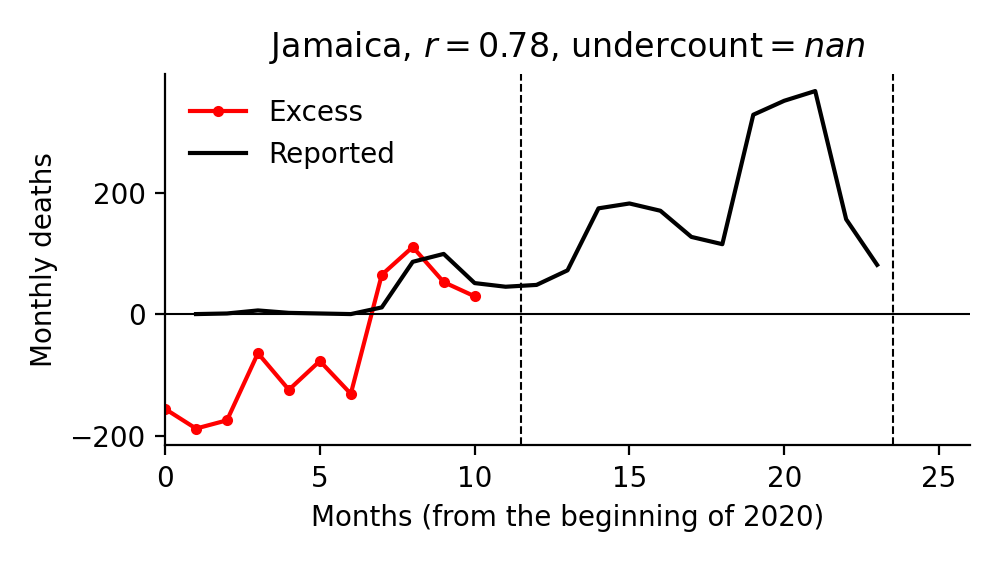 Jamaica, r = 0.78, undercount = nan
Excess
Reported
Monthly deaths
200
0
−200
0 5 10 15 20 25
Months (from the beginning of 2020)